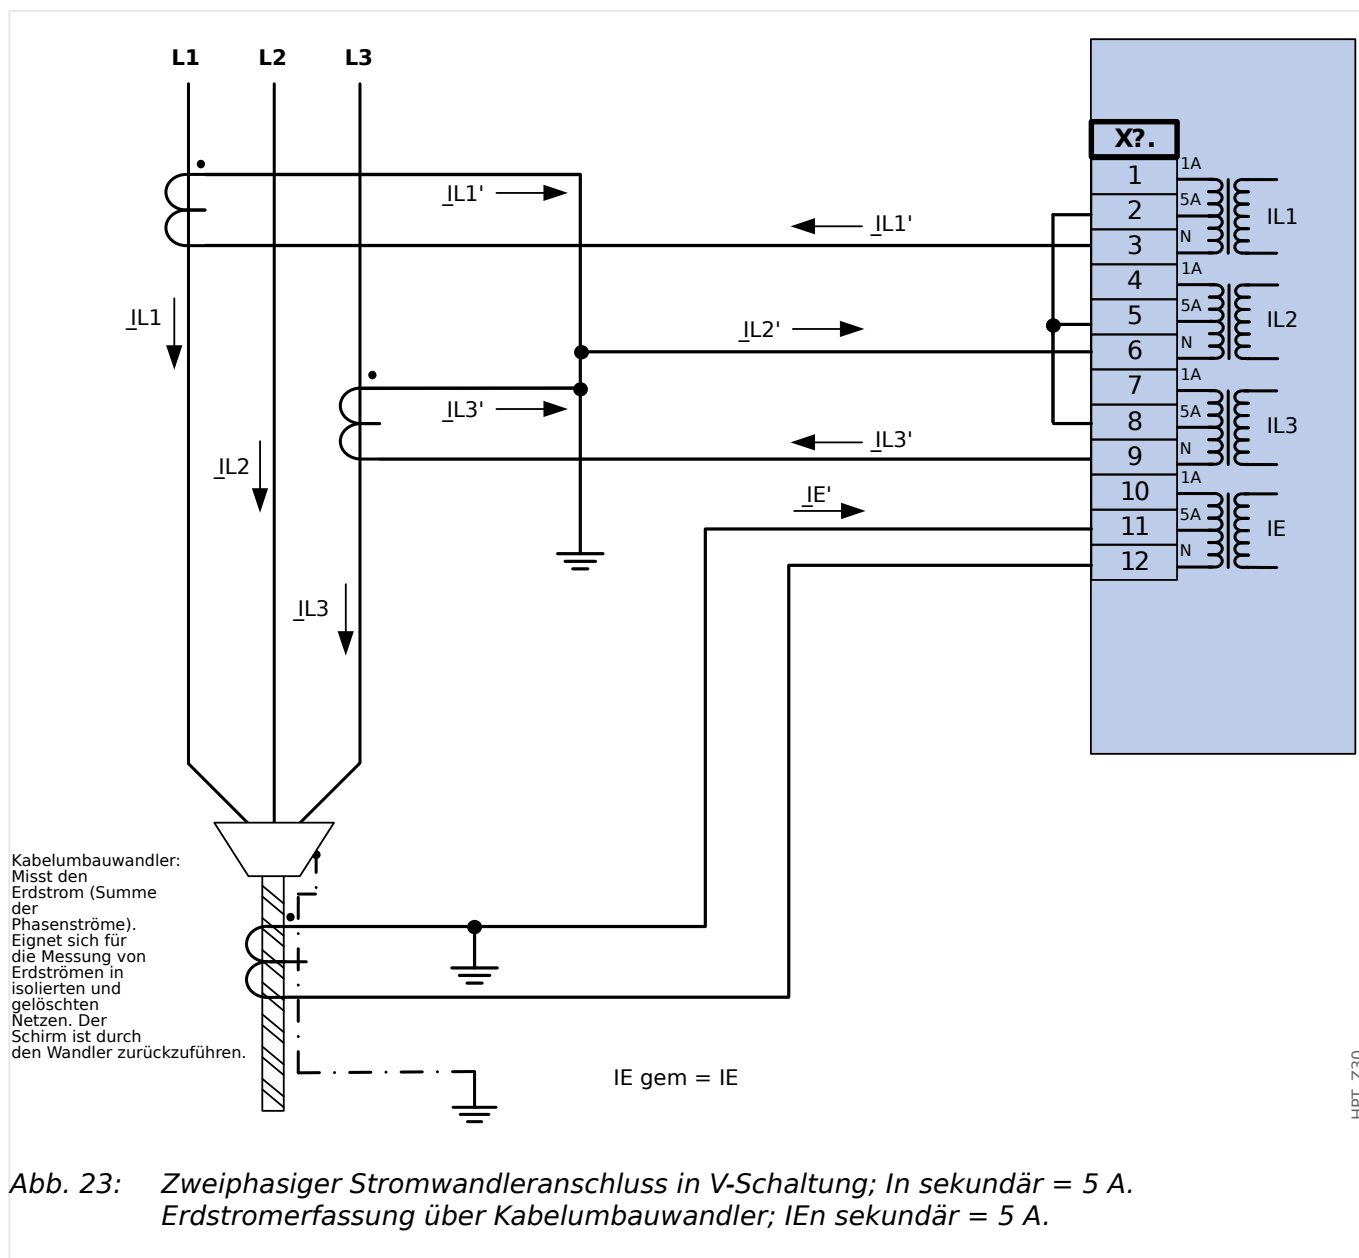 L1 L2 L3
X?.
1 1A
2 5A IL1
3 N
4 1A
5 5A IL2
6 N
7 1A
8 5A IL3
9 N
10 1A
11 5A IE
12 N
IL1'
IL1'
IL1
IL2'
IL3'
IL3'
IL2
IE'
IL3
Kabelumbauwandler:
Misst den
Erdstrom (Summe
der
Phasenströme).
Eignet sich für
die Messung von
Erdströmen in
isolierten und
gelöschten
Netzen. Der
Schirm ist durch
den Wandler zurückzuführen.
IE gem = IE
HPT_Z30
Abb. 23: Zweiphasiger Stromwandleranschluss in V-Schaltung; In sekundär = 5 A.
Erdstromerfassung über Kabelumbauwandler; IEn sekundär = 5 A.